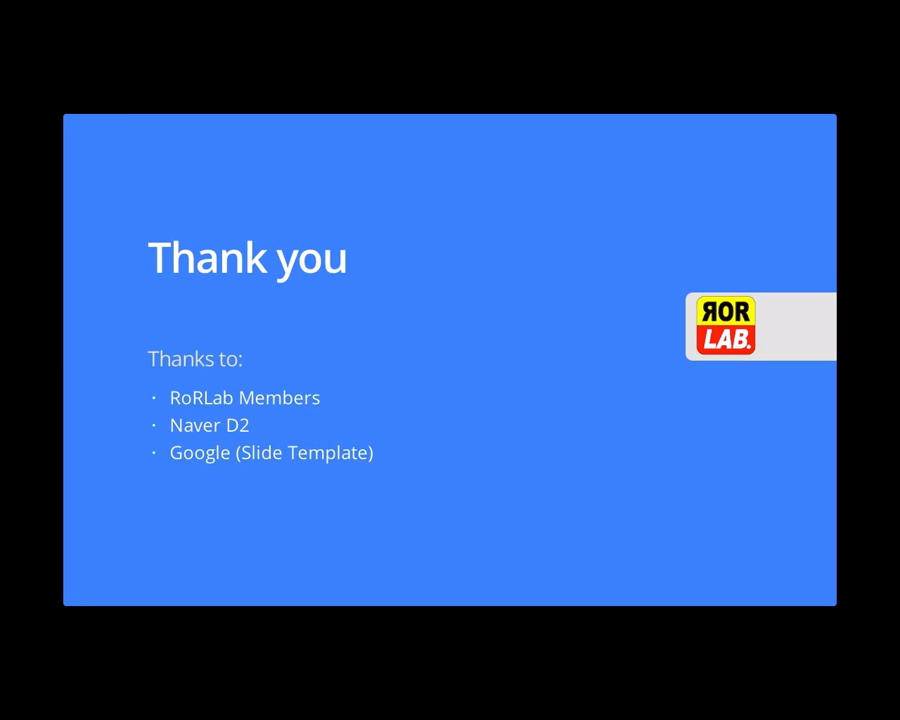 Thank you
Thanks to:
· RoRLab Members
· Naver D2
· Google (Slide Template)
ЯOR
LAB.